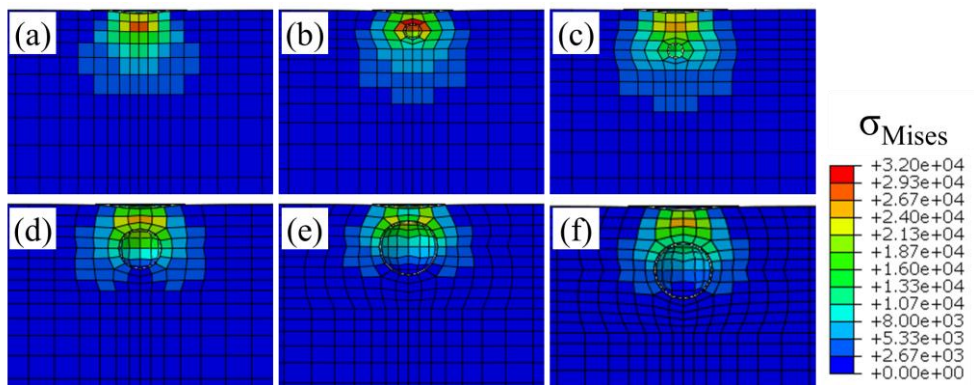 (a)
(b)
(c)
(d)
(e)
(f)
σMises
+3.20e+04
+2.93e+04
+2.67e+04
+2.40e+04
+2.13e+04
+1.87e+04
+1.60e+04
+1.33e+04
+1.07e+04
+8.00e+03
+5.33e+03
+2.67e+03
+0.00e+00